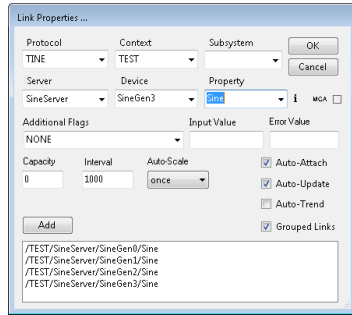 Link Properties ...
Protocol Context Subsystem
TINE TEST OK
Cancel
Server Device Property
SineServer SineGen3 Sine i MCA
Additional Flags Input Value Error Value
NONE
Capacity Interval Auto-Scale
0 1000 once
Auto-Attach
Auto-Update
Auto-Trend
Add Grouped Links
/TEST/SineServer/SineGen0/Sine
/TEST/SineServer/SineGen1/Sine
/TEST/SineServer/SineGen2/Sine
/TEST/SineServer/SineGen3/Sine